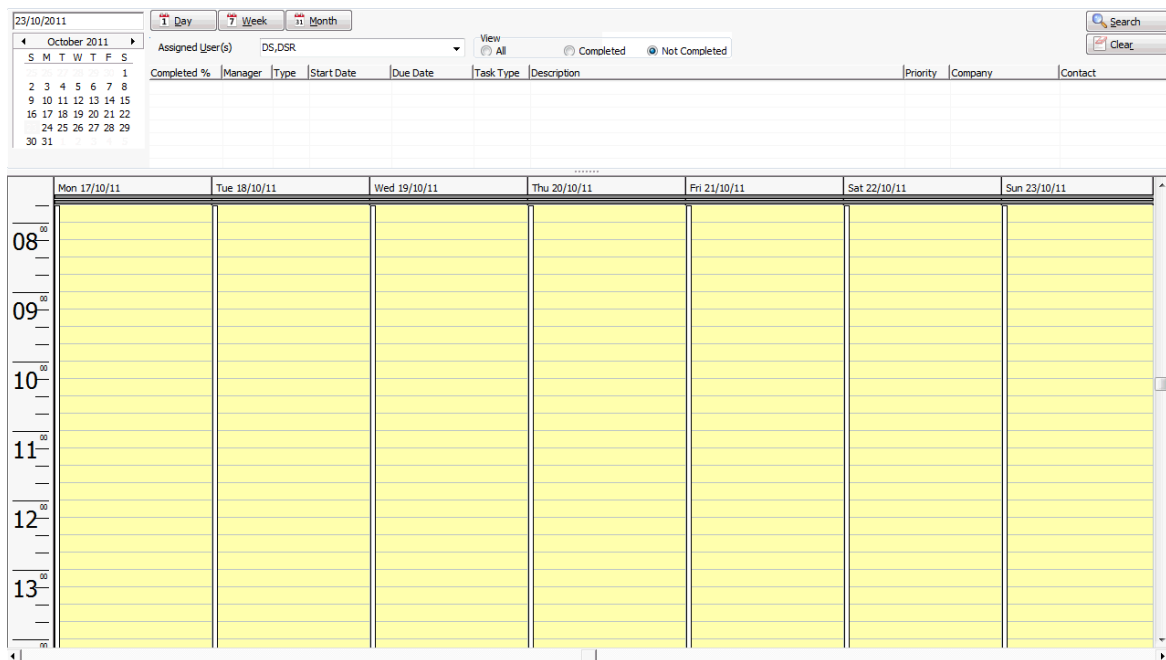 23/10/2011
1 Day 7 Week 31 Month
Search
October 2011
Assigned User(s) DS,DSR
View
All Completed Not Completed
Clear
S M T W T F S
Completed % Manager Type Start Date Due Date Task Type Description Priority Company Contact
1
2 3 4 5 6 7 8
9 10 11 12 13 14 15
16 17 18 19 20 21 22
24 25 26 27 28 29
30 31
Mon 17/10/11 Tue 18/10/11 Wed 19/10/11 Thu 20/10/11 Fri 21/10/11 Sat 22/10/11 Sun 23/10/11
08 00
09 00
10 00
11 00
12 00
13 00
00